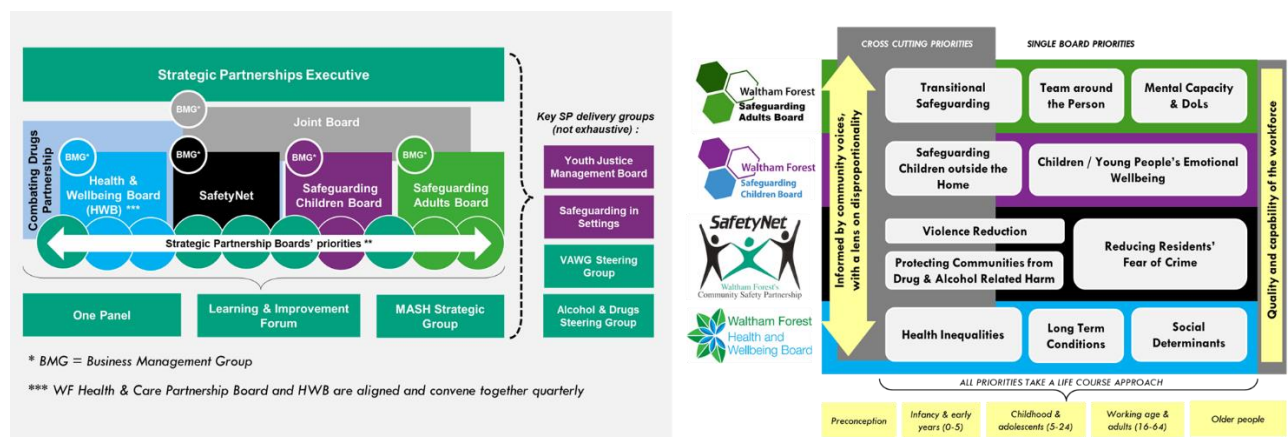 Strategic Partnerships Executive
BMG*
Joint Board
Combating Drugs
Partnership
BMG*
Health &
Wellbeing Board
(HWB) ***
BMG*
SafetyNet
BMG*
Safeguarding
Children Board
BMG*
Safeguarding
Adults Board
Strategic Partnership Boards' priorities **
One Panel
Learning & Improvement
Forum
MASH Strategic
Group
* BMG = Business Management Group
*** WF Health & Care Partnership Board and HWB are aligned and convene together quarterly
Key SP delivery groups
(not exhaustive) :
Youth Justice
Management Board
Safeguarding in
Settings
VAWG Steering
Group
Alcohol & Drugs
Steering Group
CROSS CUTTING PRIORITIES
SINGLE BOARD PRIORITIES
Waltham Forest
Safeguarding
Adults Board
Transitional
Safeguarding
Team around
the Person
Mental Capacity
& DoLs
Waltham Forest
Safeguarding
Children Board
Safeguarding
Children outside the
Home
Children / Young People's Emotional
Wellbeing
SafetyNet
Waltham Forest's
Community Safety Partnership
Violence Reduction
Protecting Communities from
Drug & Alcohol Related Harm
Reducing Residents'
Fear of Crime
Waltham Forest
Health and
Wellbeing Board
Health Inequalities
Long Term
Conditions
Social
Determinants
Informed by community voices,
with a lens on disproportionality
Quality and capability of the workforce
ALL PRIORITIES TAKE A LIFE COURSE APPROACH
Preconception
Infancy & early
years (0-5)
Childhood &
adolescents (5-24)
Working age &
adults (16-64)
Older people